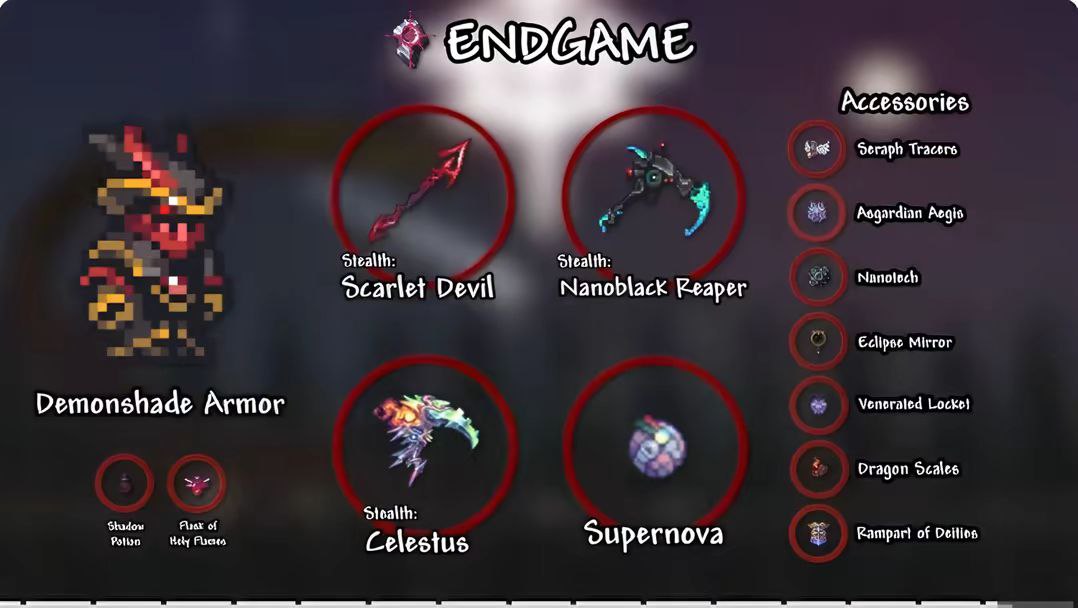 ENDGAME
Demonshade Armor
Shadow
Potion
Flask of
Holy Flames
Stealth:
Scarlet Devil
Stealth:
Nanoblack Reaper
Stealth:
Celestus
Supernova
Accessories
Seraph Tracers
Asgardian Aegis
Nanotech
Eclipse Mirror
Venerated Locket
Dragon Scales
Rampart of Deities